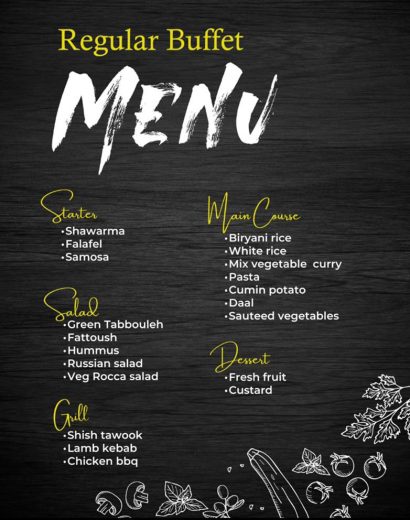 Regular Buffet
MENU
Starter
•Shawarma
•Falafel
•Samosa
Salad
•Green Tabbouleh
•Fattoush
•Hummus
•Russian salad
•Veg Rocca salad
Grill
•Shish tawook
•Lamb kebab
•Chicken bbq
Main Course
•Biryani rice
•White rice
•Mix vegetable curry
•Pasta
•Cumin potato
•Daal
•Sauteed vegetables
Dessert
•Fresh fruit
•Custard